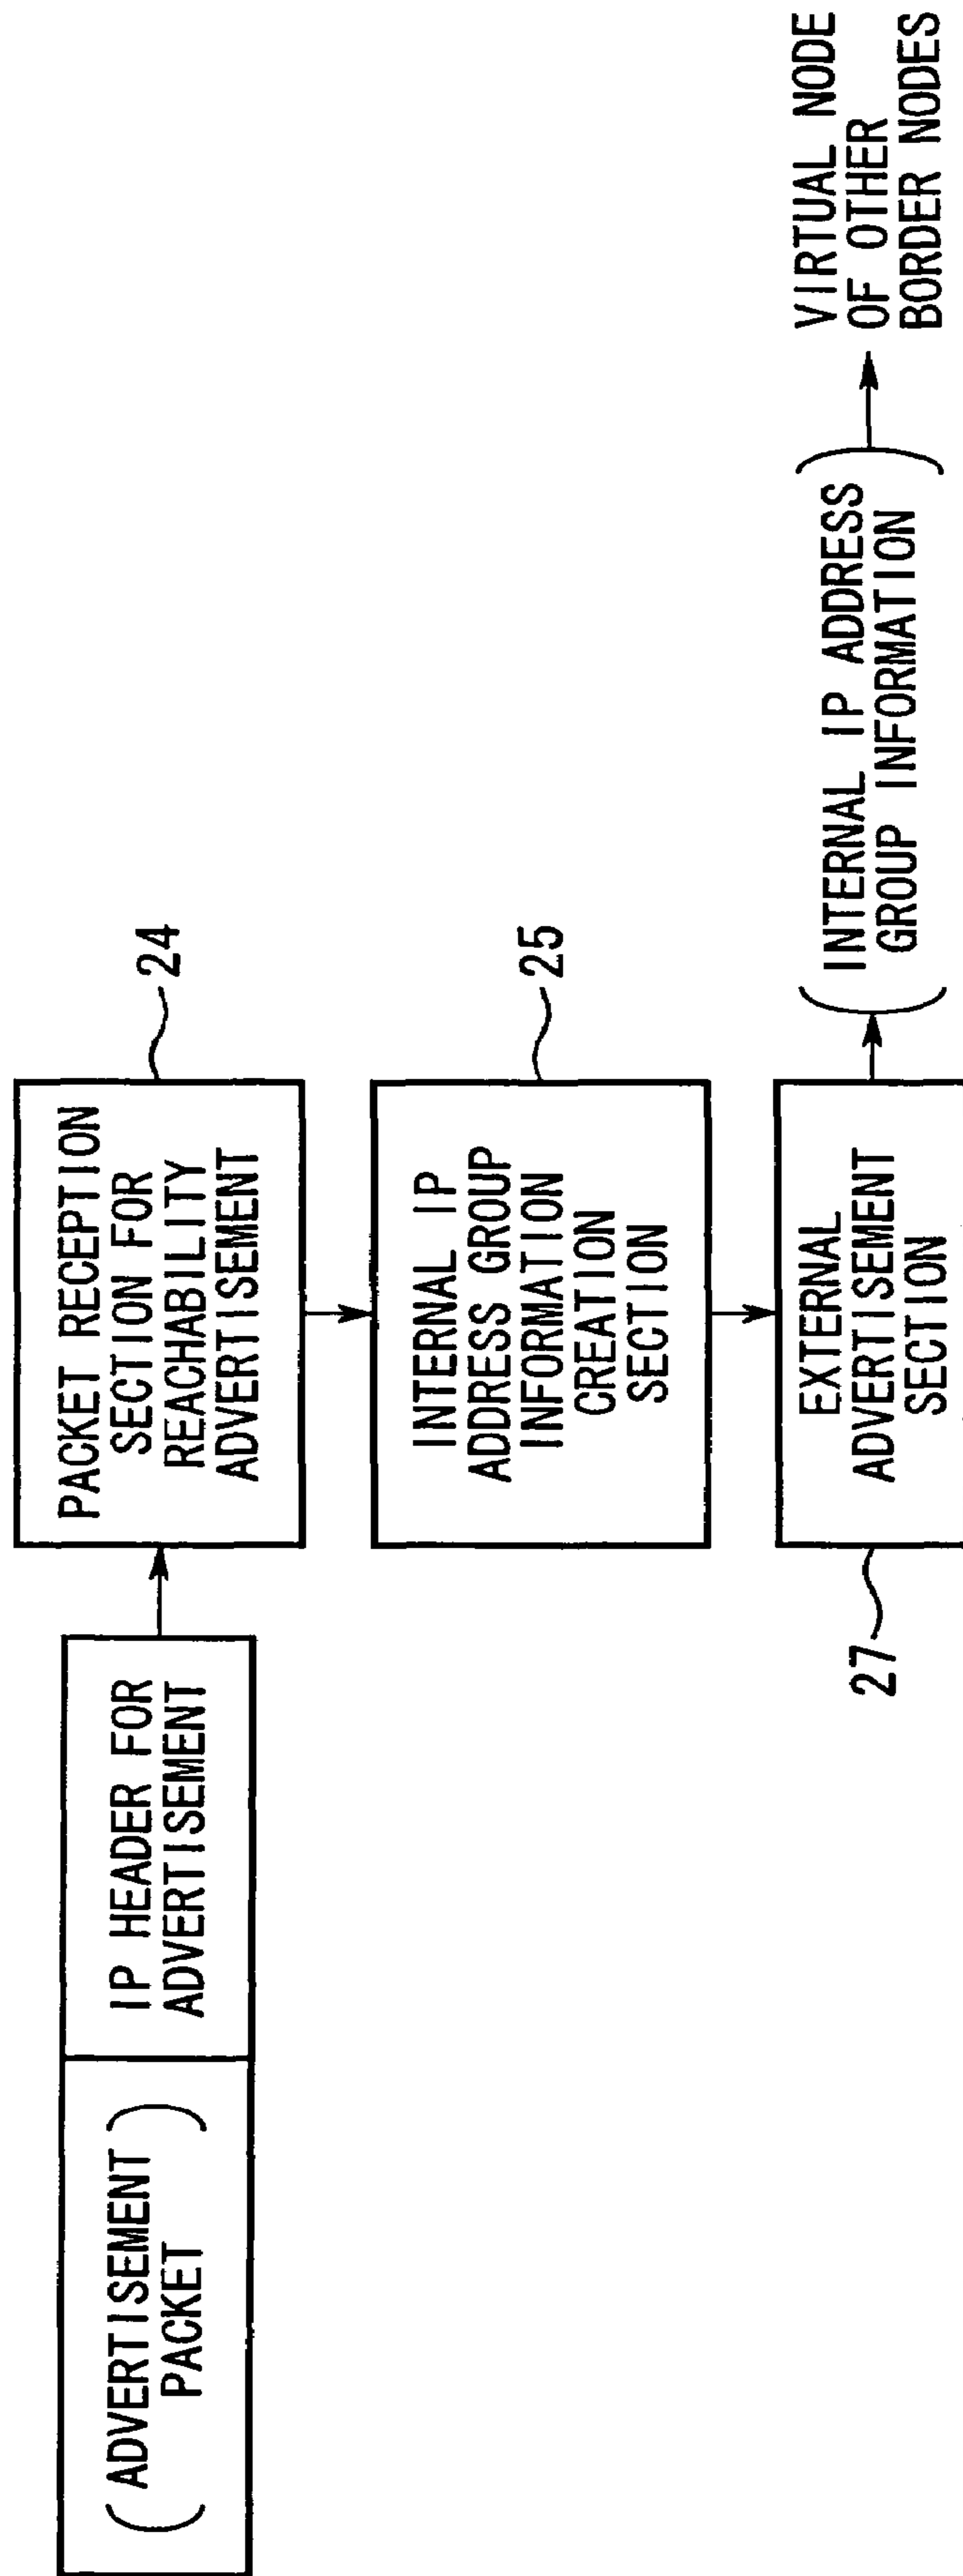 ( ADVERTISEMENT )
PACKET
IP HEADER FOR
ADVERTISEMENT
PACKET RECEPTION
SECTION FOR
REACHABILITY
ADVERTISEMENT
24
INTERNAL IP
ADDRESS GROUP
INFORMATION
CREATION
SECTION
25
EXTERNAL
ADVERTISEMENT
SECTION
27
( INTERNAL IP ADDRESS )
GROUP INFORMATION
VIRTUAL NODE
OF OTHER
BORDER NODES